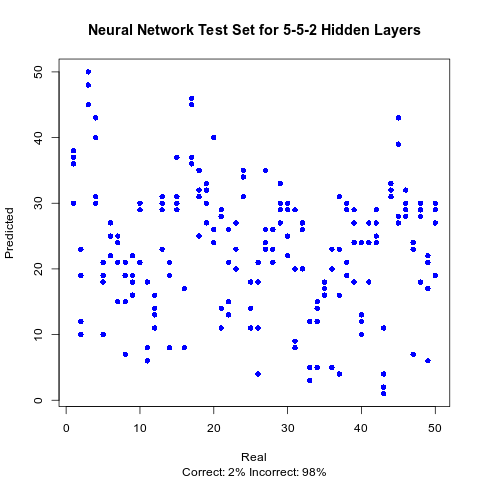 Neural Network Test Set for 5-5-2 Hidden Layers
50
40
30
20
10
0
Predicted
0 10 20 30 40 50
Real
Correct: 2% Incorrect: 98%